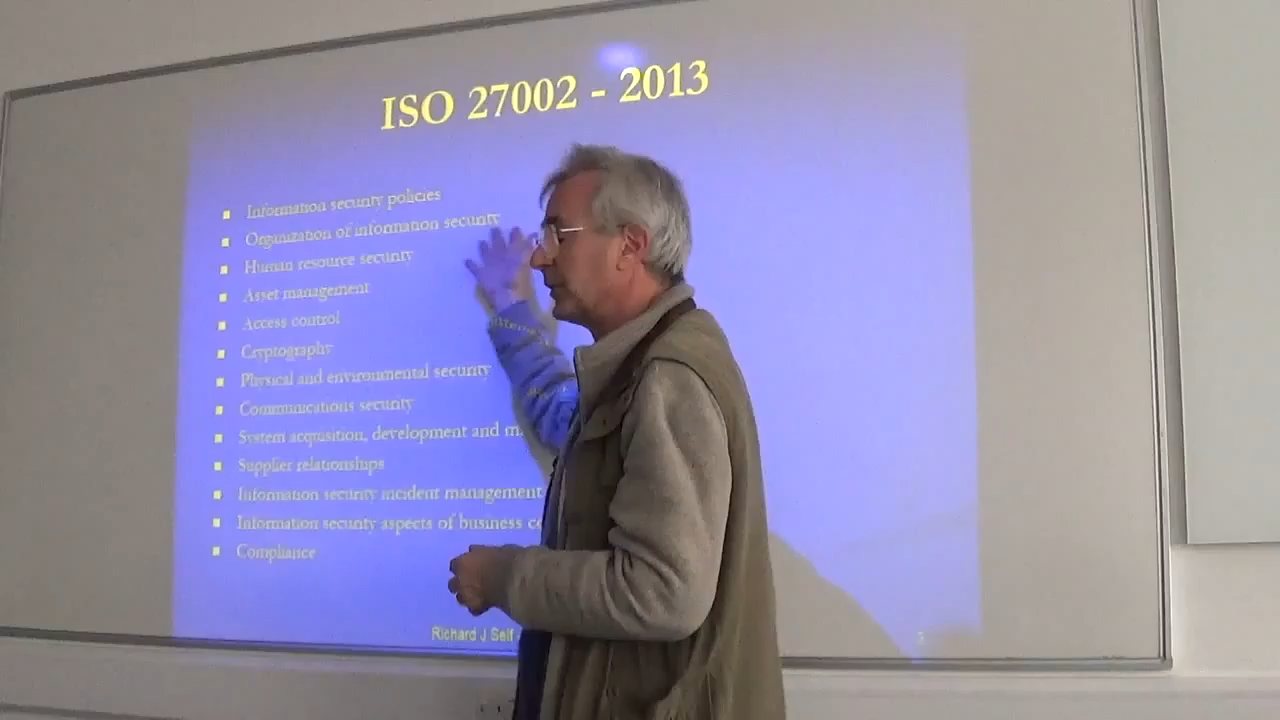 ISO 27002 - 2013
Information security policies
Organization of information security
Human resource security
Asset management
Access control
Cryptography
Physical and environmental security
Communications security
System acquisition, development and m
Supplier relationships
Information security incident management
Information security aspects of business
Compliance
Richard J Self